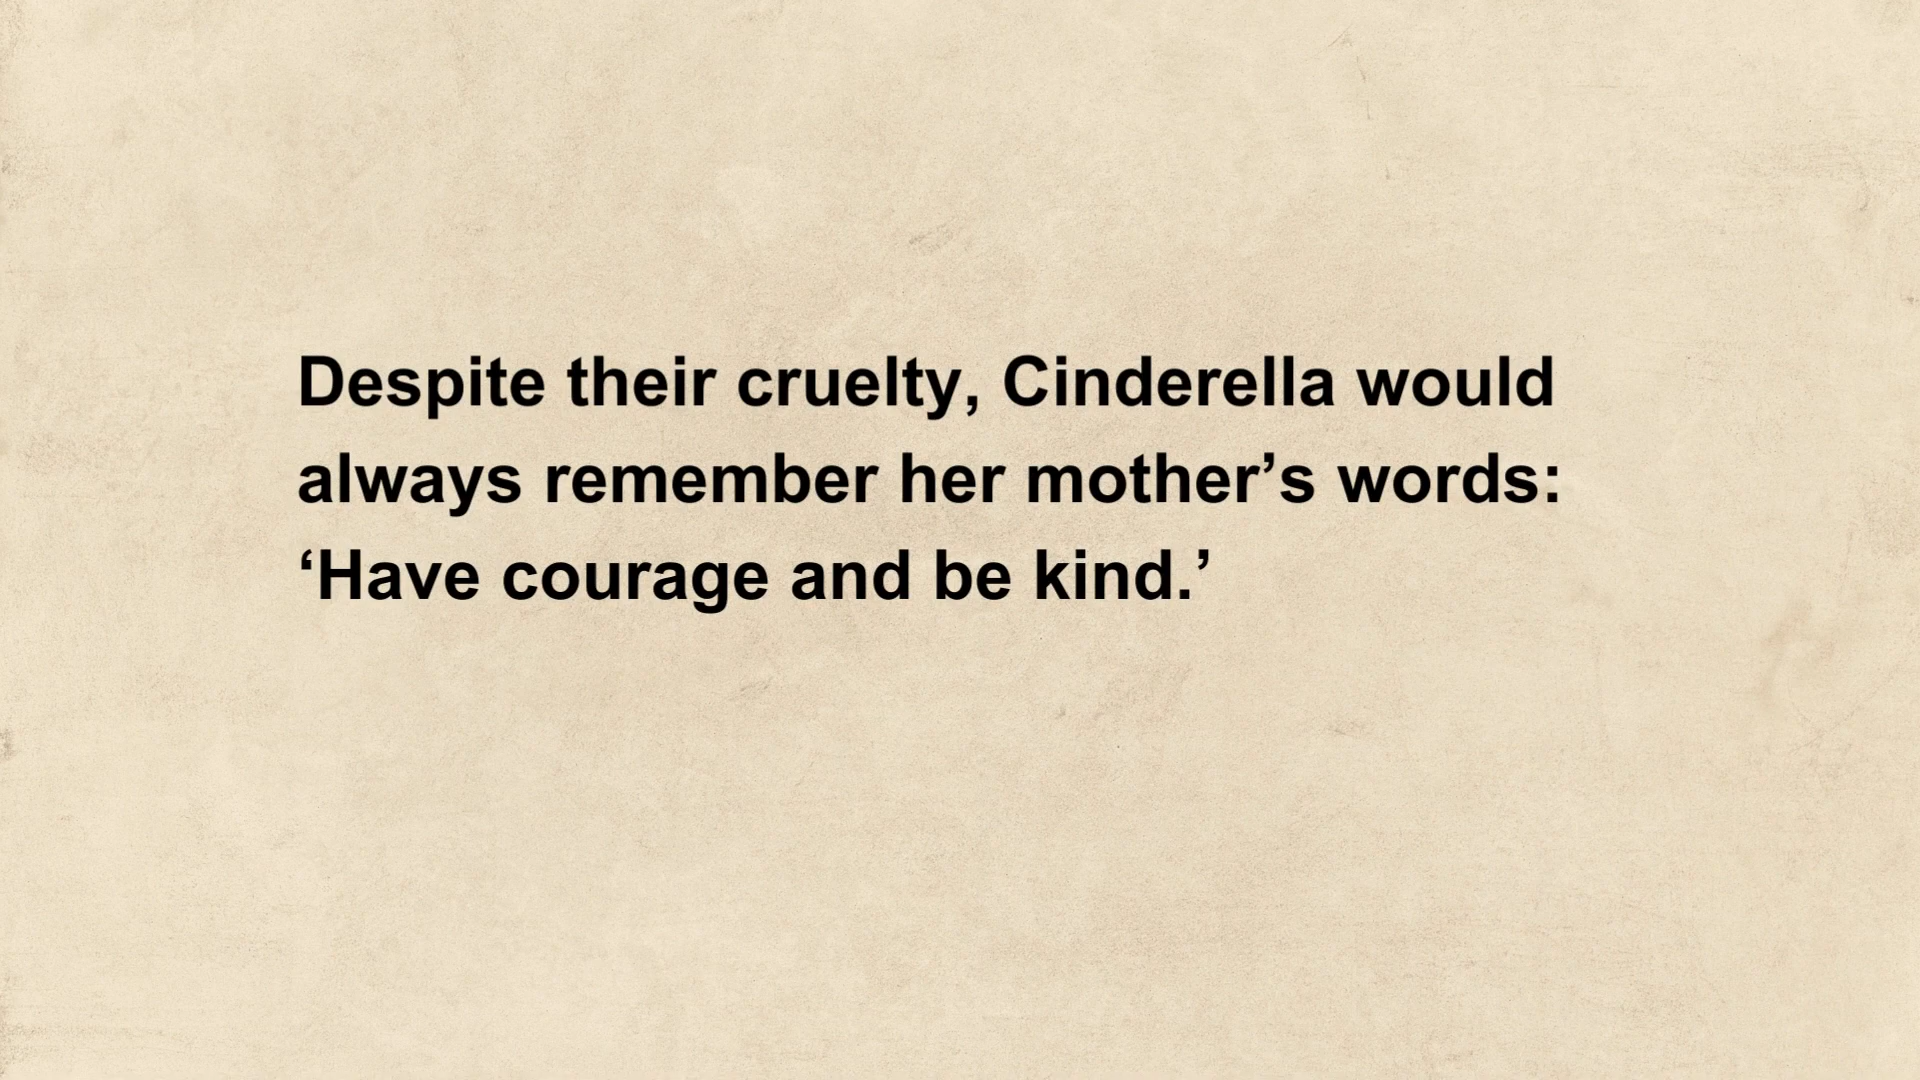 Despite their cruelty, Cinderella would
always remember her mother’s words:
‘Have courage and be kind.’